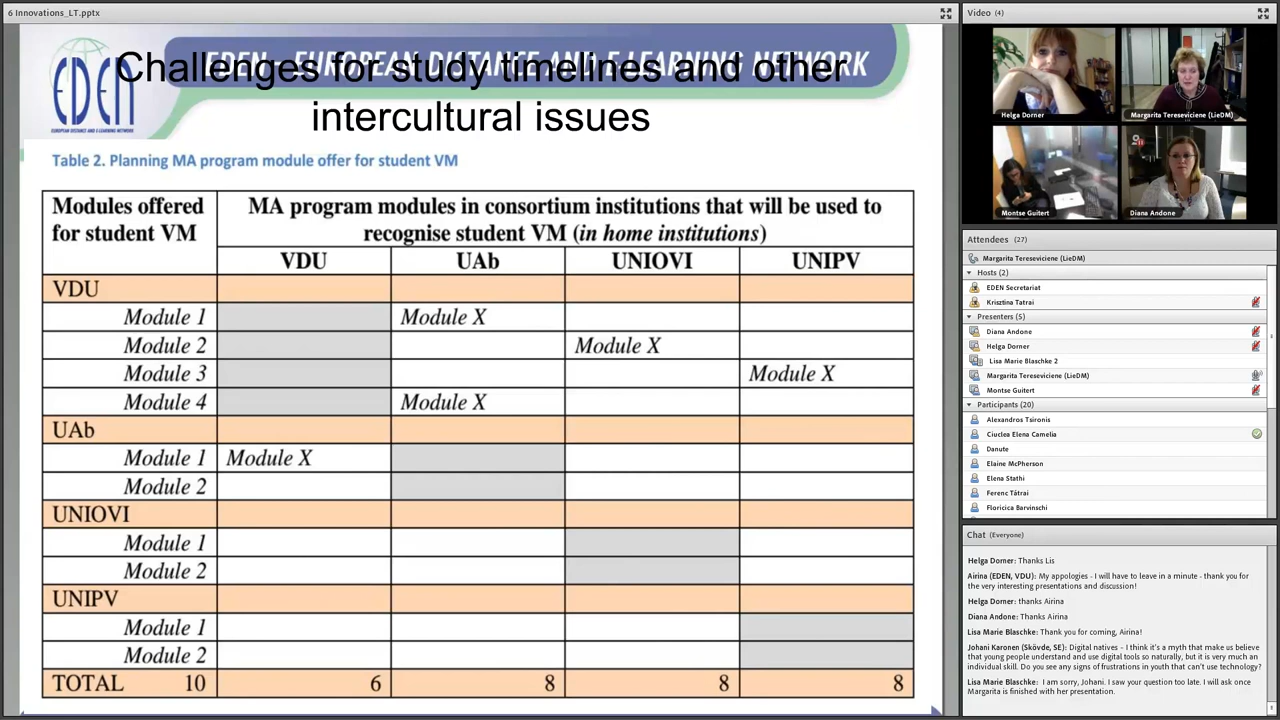 6 Innovations_LT.pptx
EDEN - EUROPEAN DISTANCE AND E-LEARNING NETWORK
EDEN
EUROPEAN DISTANCE AND E-LEARNING NETWORK
Challenges for study timelines and other
intercultural issues
Table 2. Planning MA program module offer for student VM
Modules offered for student VM
MA program modules in consortium institutions that will be used to
recognise student VM (in home institutions)
VDU UAb UNIOVI UNIPV
VDU
Module 1 Module X
Module 2 Module X
Module 3 Module X
Module 4 Module X
UAb
Module 1 Module X
Module 2
UNIOVI
Module 1
Module 2
UNIPV
Module 1
Module 2
TOTAL 10 6 8 8 8
Video (4)
Helga Dorner
Margarita Tereseviciene (LieDM)
Montse Guitert
Diana Andone
Attendees (27)
Margarita Tereseviciene (LieDM)
Hosts (2)
EDEN Secretariat
Krisztina Tatrai
Presenters (5)
Diana Andone
Helga Dorner
Lisa Marie Blaschke 2
Margarita Tereseviciene (LieDM)
Montse Guitert
Participants (20)
Alexandros Tsironis
Ciuclea Elena Camelia
Danute
Elaine McPherson
Elena Stathi
Ferenc Tátrai
Floricica Barvinschi
Chat (Everyone)
Helga Dorner: Thanks Lis
Airina (EDEN, VDU): My appologies - I will have to leave in a minute - thank you for
the very interesting presentations and discussion!
Helga Dorner: thanks Airina
Diana Andone: Thanks Airina
Lisa Marie Blaschke: Thank you for coming, Airina!
Johani Karonen (Skövde, SE): Digital natives – I think it's a myth that make us believe
that young people understand and use digital tools so naturally, but it is very much an
individual skill. Do you see any signs of frustrations in youth that can't use technology?
Lisa Marie Blaschke: I am sorry, Johani. I saw your question too late. I will ask once
Margarita is finished with her presentation.